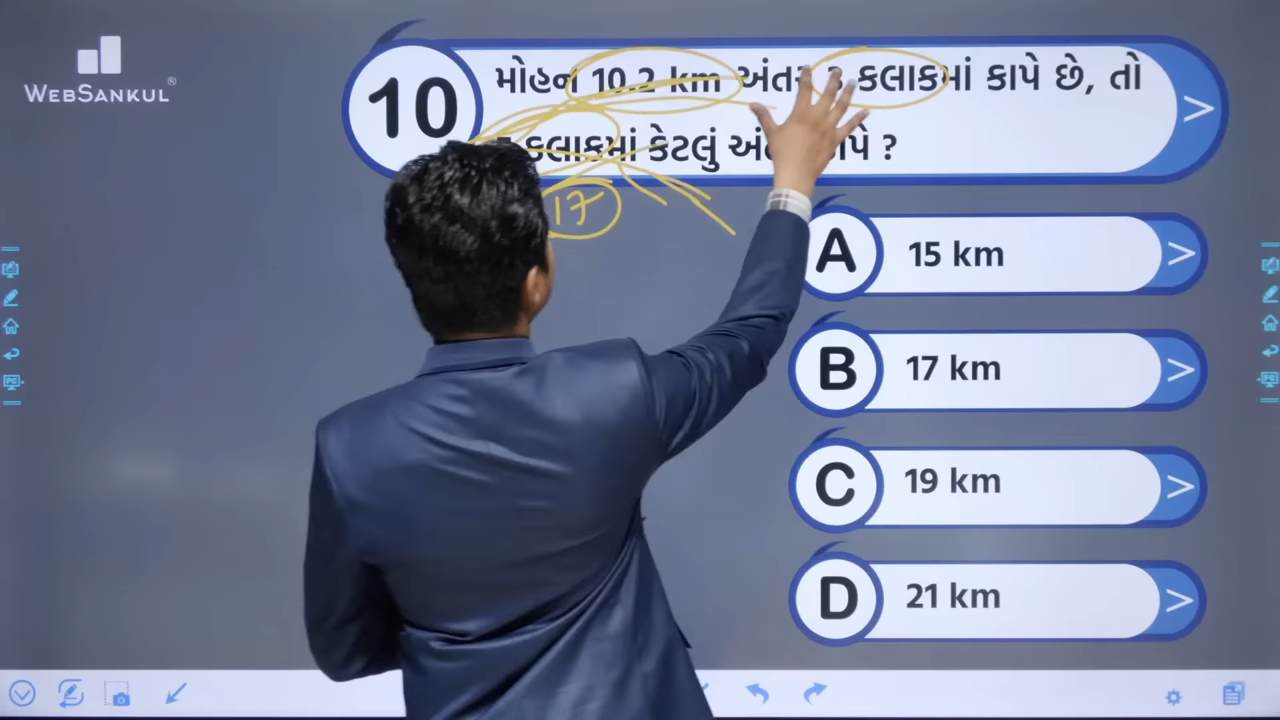 WEBSANKUL®
10
મોહન 10.2 km અંતર 3 કલાકમાં કાપે છે, તો
કલાકમાં કેટલું કાપે ?
17
A 15 km
B 17 km
C 19 km
D 21 km